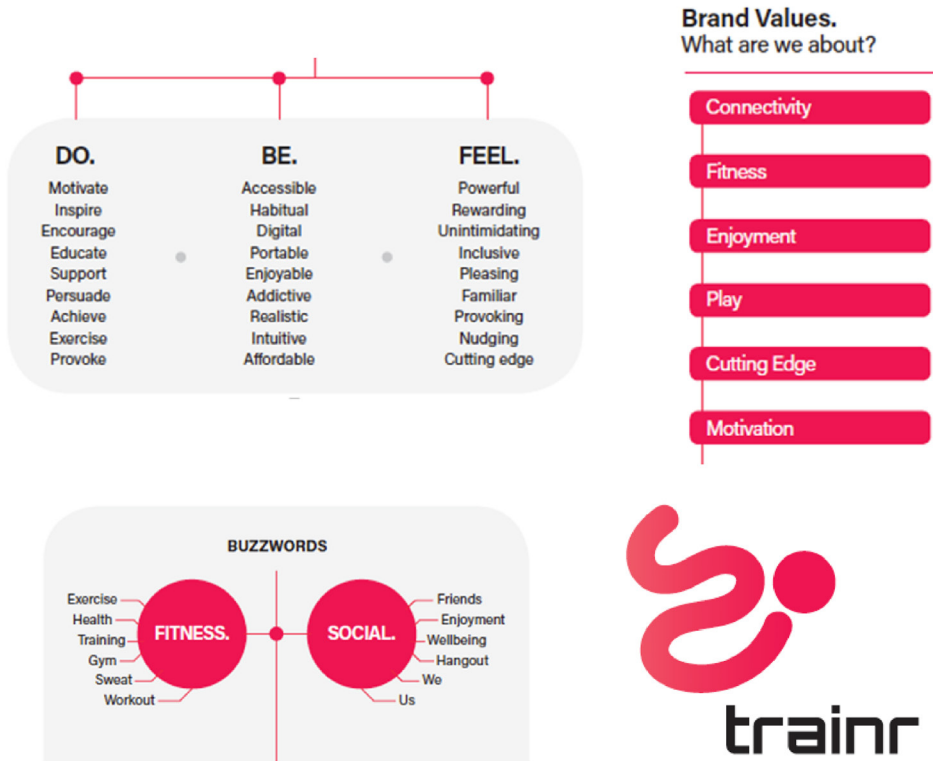 Brand Values.
What are we about?
Connectivity
Fitness
Enjoyment
Play
Cutting Edge
Motivation
DO.
Motivate
Inspire
Encourage
Educate
Support
Persuade
Achieve
Exercise
Provoke
BE.
Accessible
Habitual
Digital
Portable
Enjoyable
Addictive
Realistic
Intuitive
Affordable
FEEL.
Powerful
Rewarding
Unintimidating
Inclusive
Pleasing
Familiar
Provoking
Nudging
Cutting edge
BUZZWORDS
FITNESS.
Exercise
Health
Training
Gym
Sweat
Workout
SOCIAL.
Friends
Enjoyment
Wellbeing
Hangout
We
Us
trainr